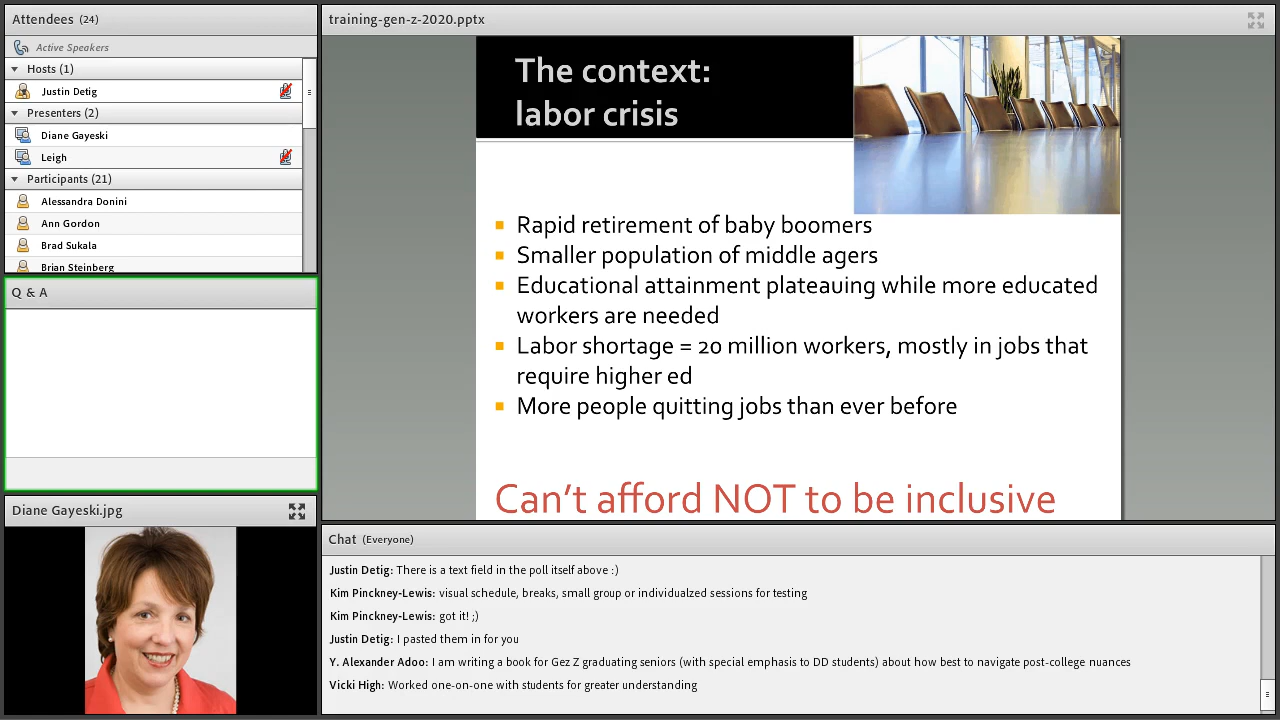 Attendees (24)
Active Speakers
Hosts (1)
Justin Detig
Presenters (2)
Diane Gayeski
Leigh
Participants (21)
Alessandra Donini
Ann Gordon
Brad Sukala
Brian Steinberg
Q & A
Diane Gayeski.jpg
training-gen-z-2020.pptx
The context:
labor crisis
Rapid retirement of baby boomers
Smaller population of middle agers
Educational attainment plateauing while more educated
workers are needed
Labor shortage = 20 million workers, mostly in jobs that
require higher ed
More people quitting jobs than ever before
Can't afford NOT to be inclusive
Chat (Everyone)
Justin Detig: There is a text field in the poll itself above :)
Kim Pinckney-Lewis: visual schedule, breaks, small group or individualzed sessions for testing
Kim Pinckney-Lewis: got it! ;)
Justin Detig: I pasted them in for you
Y. Alexander Adoo: I am writing a book for Gez Z graduating seniors (with special emphasis to DD students) about how best to navigate post-college nuances
Vicki High: Worked one-on-one with students for greater understanding